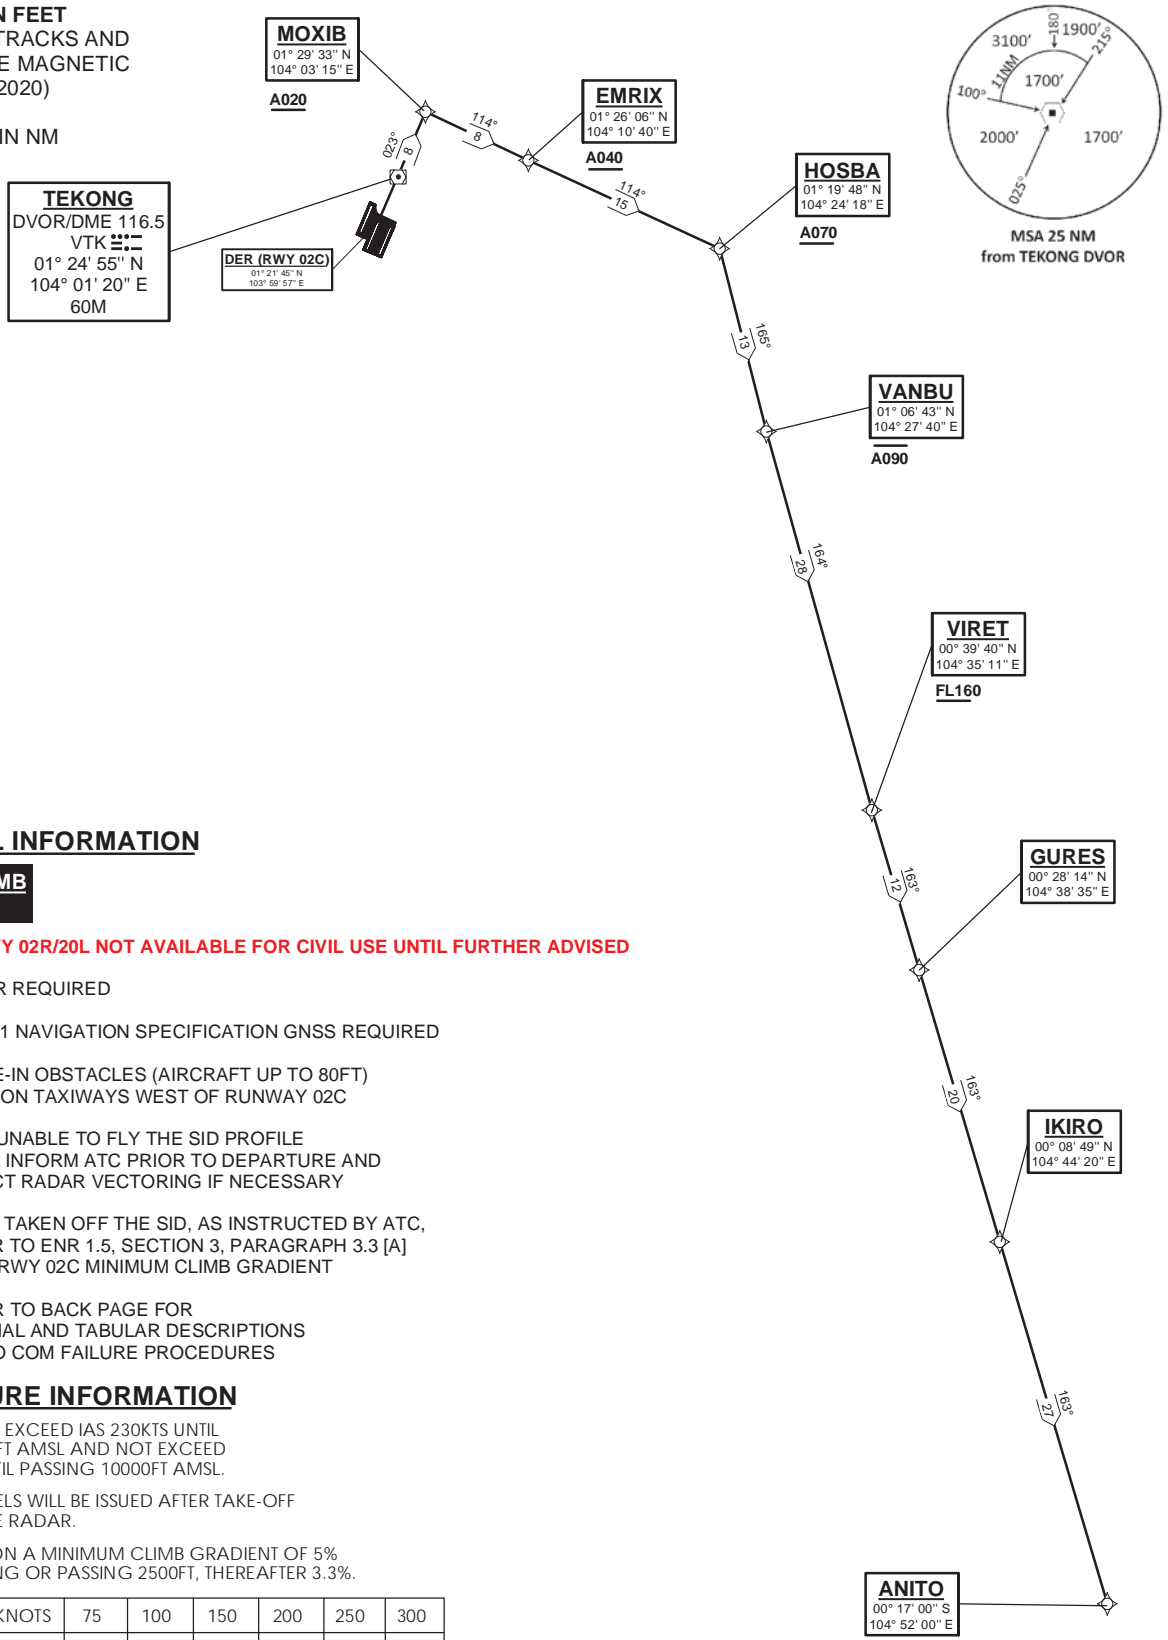 N FEET
TRACKS AND
E MAGNETIC
2020)
IN NM
MOXIB
01° 29' 33" N
104° 03' 15" E
A020
EMRIX
01° 26' 06" N
104° 10' 40" E
A040
HOSBA
01° 19' 48" N
104° 24' 18" E
A070
3100'
180°
1900'
215°
11NM
1700'
100°
2000'
1700'
025°
MSA 25 NM
from TEKONG DVOR
TEKONG
DVOR/DME 116.5
VTK
01° 24' 55" N
104° 01' 20" E
60M
DER (RWY 02C)
01° 21' 45" N
103° 59' 57" E
023°
8
114°
8
114°
15
165°
13
VANBU
01° 06' 43" N
104° 27' 40" E
A090
164°
28
VIRET
00° 39' 40" N
104° 35' 11" E
FL160
163°
12
GURES
00° 28' 14" N
104° 38' 35" E
163°
20
IKIRO
00° 08' 49" N
104° 44' 20" E
163°
27
ANITO
00° 17' 00" S
104° 52' 00" E
L INFORMATION
MB
Y 02R/20L NOT AVAILABLE FOR CIVIL USE UNTIL FURTHER ADVISED
R REQUIRED
1 NAVIGATION SPECIFICATION GNSS REQUIRED
E-IN OBSTACLES (AIRCRAFT UP TO 80FT)
ON TAXIWAYS WEST OF RUNWAY 02C
UNABLE TO FLY THE SID PROFILE
INFORM ATC PRIOR TO DEPARTURE AND
CT RADAR VECTORING IF NECESSARY
TAKEN OFF THE SID, AS INSTRUCTED BY ATC,
R TO ENR 1.5, SECTION 3, PARAGRAPH 3.3 [A]
RWY 02C MINIMUM CLIMB GRADIENT
R TO BACK PAGE FOR
NAL AND TABULAR DESCRIPTIONS
O COM FAILURE PROCEDURES
URE INFORMATION
EXCEED IAS 230KTS UNTIL
FT AMSL AND NOT EXCEED
TIL PASSING 10000FT AMSL.
ELS WILL BE ISSUED AFTER TAKE-OFF
E RADAR.
ON A MINIMUM CLIMB GRADIENT OF 5%
NG OR PASSING 2500FT, THEREAFTER 3.3%.
KNOTS 75 100 150 200 250 300